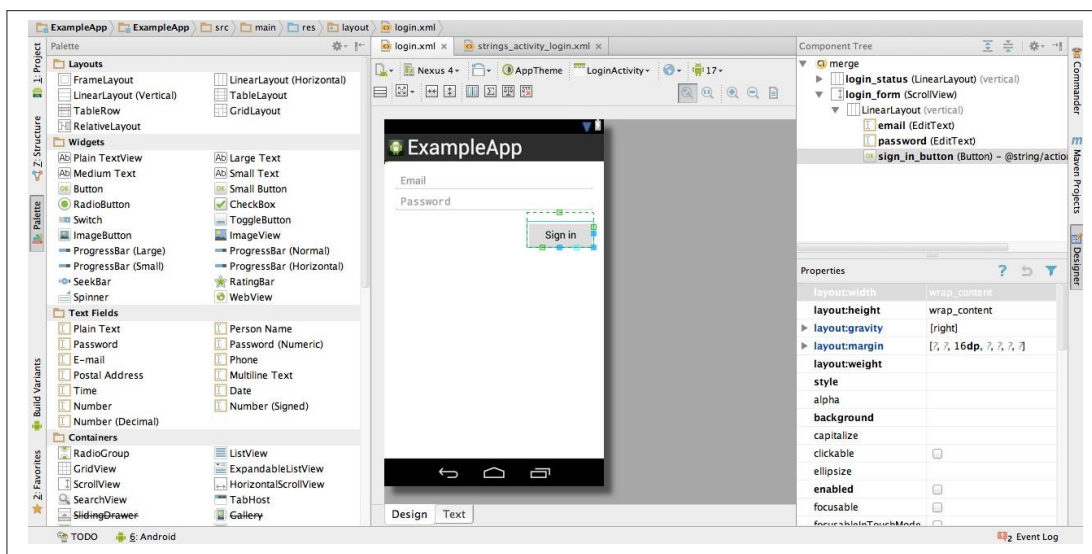 ExampleApp ExampleApp src main res layout login.xml
1: Project
Z: Structure
Palette
Build Variants
2: Favorites
Palette
Layouts
FrameLayout LinearLayout (Horizontal)
LinearLayout (Vertical) TableLayout
TableRow GridLayout
RelativeLayout
Widgets
Ab Plain TextView Ab Large Text
Ab Medium Text Ab Small Text
OK Button OK Small Button
RadioButton CheckBox
Switch ToggleButton
ImageButton ImageView
ProgressBar (Large) ProgressBar (Normal)
ProgressBar (Small) ProgressBar (Horizontal)
SeekBar RatingBar
Spinner WebView
Text Fields
Plain Text Person Name
Password Password (Numeric)
E-mail Phone
Postal Address Multiline Text
Time Date
Number Number (Signed)
Number (Decimal)
Containers
RadioGroup ListView
GridView ExpandableListView
ScrollView HorizontalScrollView
SearchView TabHost
SlidingDrawer Gallery
login.xml × strings_activity_login.xml ×
Nexus 4 AppTheme LoginActivity 17
ExampleApp
Email
Password
Sign in
Design Text
Component Tree
merge
login_status (LinearLayout) (vertical)
login_form (ScrollView)
LinearLayout (vertical)
email (EditText)
password (EditText)
sign_in_button (Button) – @string/actio
Properties
layout:width wrap_content
layout:height wrap_content
layout:gravity [right]
layout:margin [?, ?, 16dp, ?, ?, ?, ?]
layout:weight
style
alpha
background
capitalize
clickable
ellipsize
enabled
focusable
focusableInTouchMode
Commander
Maven Projects
Designer
TODO 6: Android 2 Event Log